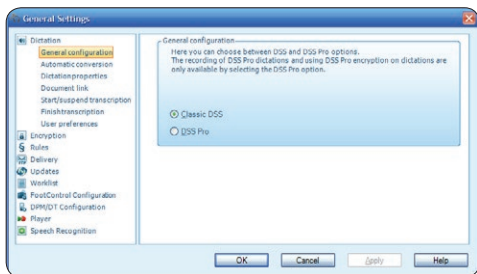 General Settings
Dictation
General configuration
Automatic conversion
Dictation properties
Document link
Start/suspend transcription
Finish transcription
User preferences
Encryption
Rules
Delivery
Updates
Worklist
FootControl Configuration
DPM/DT Configuration
Player
Speech Recognition
General configuration
Here you can choose between DSS and DSS Pro options.
The recording of DSS Pro dictations and using DSS Pro encryption on dictations are
only available by selecting the DSS Pro option.
Classic DSS
DSS Pro
OK
Cancel
Apply
Help